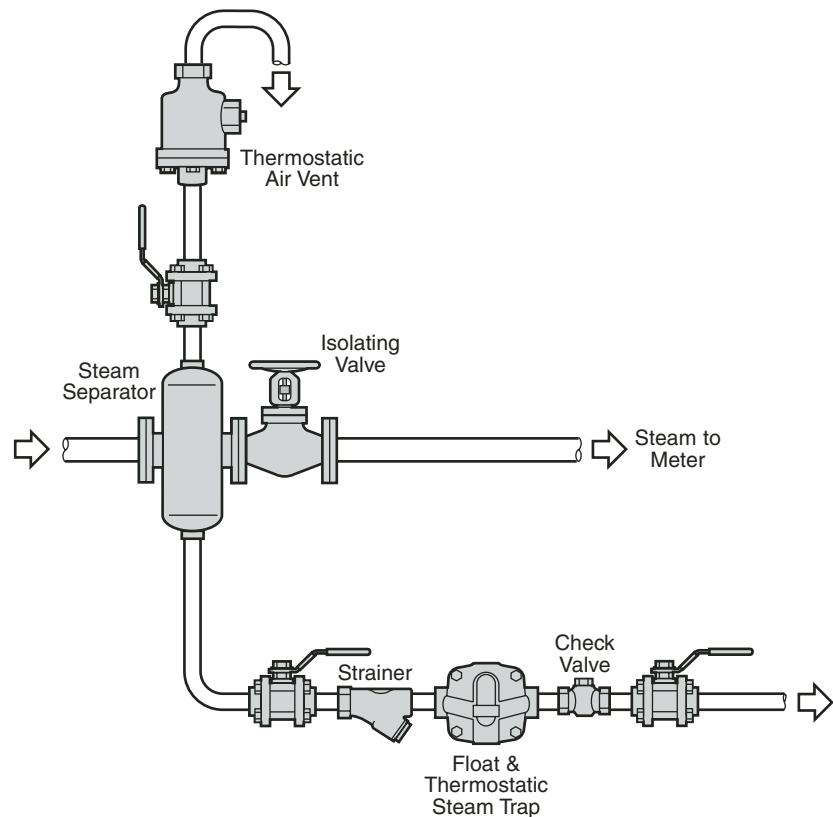 Thermostatic
Air Vent
Isolating
Valve
Steam
Separator
Steam to
Meter
Check
Valve
Strainer
Float &
Thermostatic
Steam Trap